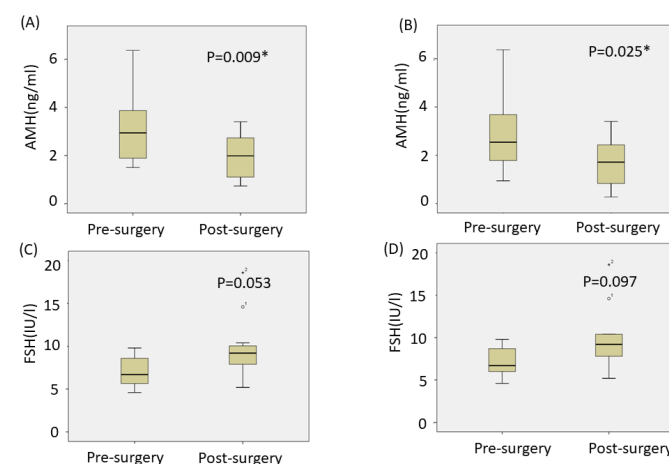 (A)
P=0.009*
AMH(ng/ml)
6
4
2
0
Pre-surgery Post-surgery
(B)
P=0.025*
AMH(ng/ml)
6
4
2
0
Pre-surgery Post-surgery
(C)
P=0.053
FSH(IU/l)
20
15
10
5
0
Pre-surgery Post-surgery
(D)
P=0.097
FSH(IU/l)
20
15
10
5
0
Pre-surgery Post-surgery